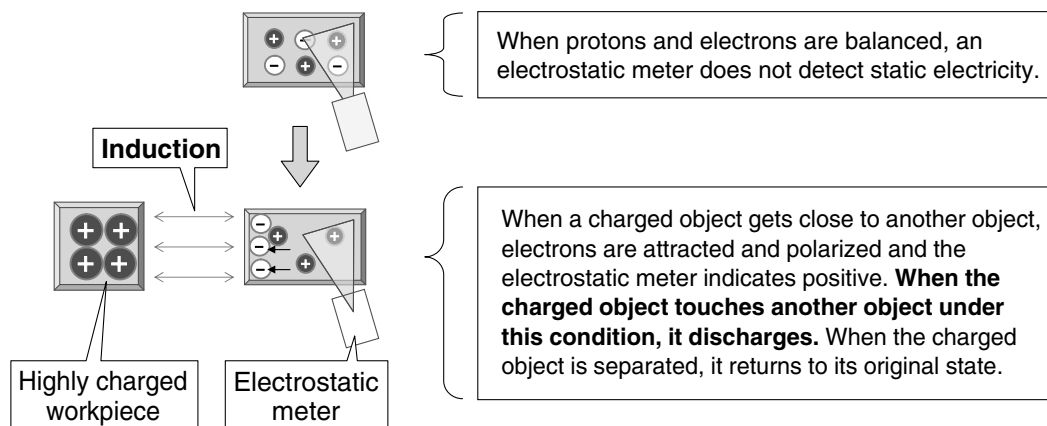 When protons and electrons are balanced, an
electrostatic meter does not detect static electricity.
Induction
When a charged object gets close to another object,
electrons are attracted and polarized and the
electrostatic meter indicates positive. When the
charged object touches another object under
this condition, it discharges. When the charged
object is separated, it returns to its original state.
Highly charged
workpiece
Electrostatic
meter